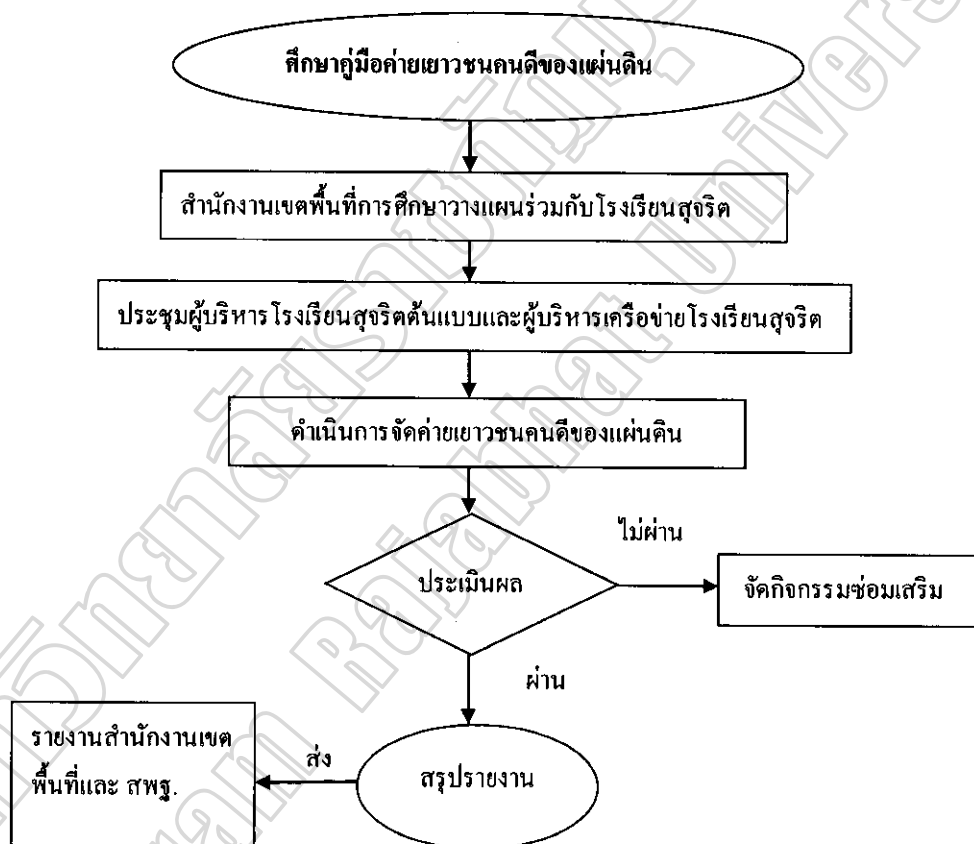 ศึกษาคู่มือค่ายเยาวชนคนดีของแผ่นดิน
สำนักงานเขตพื้นที่การศึกษาวางแผนร่วมกับโรงเรียนสุจริต
ประชุมผู้บริหารโรงเรียนสุจริตต้นแบบและผู้บริหารเครือข่ายโรงเรียนสุจริต
ดำเนินการจัดค่ายเยาวชนคนดีของแผ่นดิน
ไม่ผ่าน
ประเมินผล
จัดกิจกรรมซ่อมเสริม
ผ่าน
รายงานสำนักงานเขต
พื้นที่และ สพฐ.
ส่ง
สรุปรายงาน